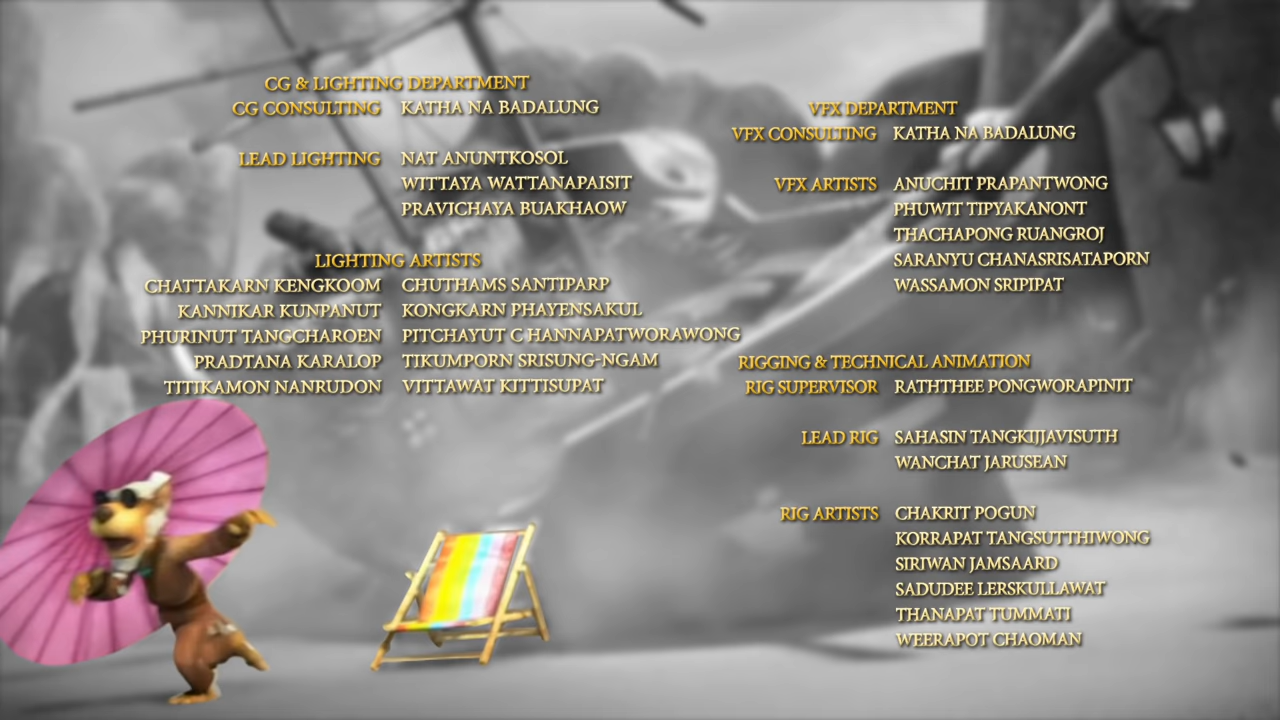 CG & LIGHTING DEPARTMENT
CG CONSULTING KATHA NA BADALUNG
LEAD LIGHTING NAT ANUNTKOSOL
WITTAYA WATTANAPAISIT
PRAVICHAYA BUAKHAOW
LIGHTING ARTISTS
CHATTAKARN KENGKOOM CHUTHAMS SANTIPARP
KANNIKAR KUNPANUT KONGKARN PHAYENSAKUL
PHURINUT TANGCHAROEN PITCHAYUT C HANNAPATWORAWONG
PRADTANA KARALOP TIKUMPORN SRISUNG-NGAM
TITIKAMON NANRUDON VITTAWAT KITTISUPAT
VFX DEPARTMENT
VFX CONSULTING KATHA NA BADALUNG
VFX ARTISTS ANUCHIT PRAPANTWONG
PHUWIT TIPYAKANONT
THACHAPONG RUANGROJ
SARANYU CHANASRISATAPORN
WASSAMON SRIPIPAT
RIGGING & TECHNICAL ANIMATION
RIG SUPERVISOR RATHTHEE PONGWORAPINIT
LEAD RIG SAHASIN TANGKIJJAVISUTH
WANCHAT JARUSEAN
RIG ARTISTS CHAKRIT POGUN
KORRAPAT TANGSUTTHIWONG
SIRIWAN JAMSAARD
SADUDEE LERSKULLAWAT
THANAPAT TUMMATI
WEERAPOT CHAOMAN